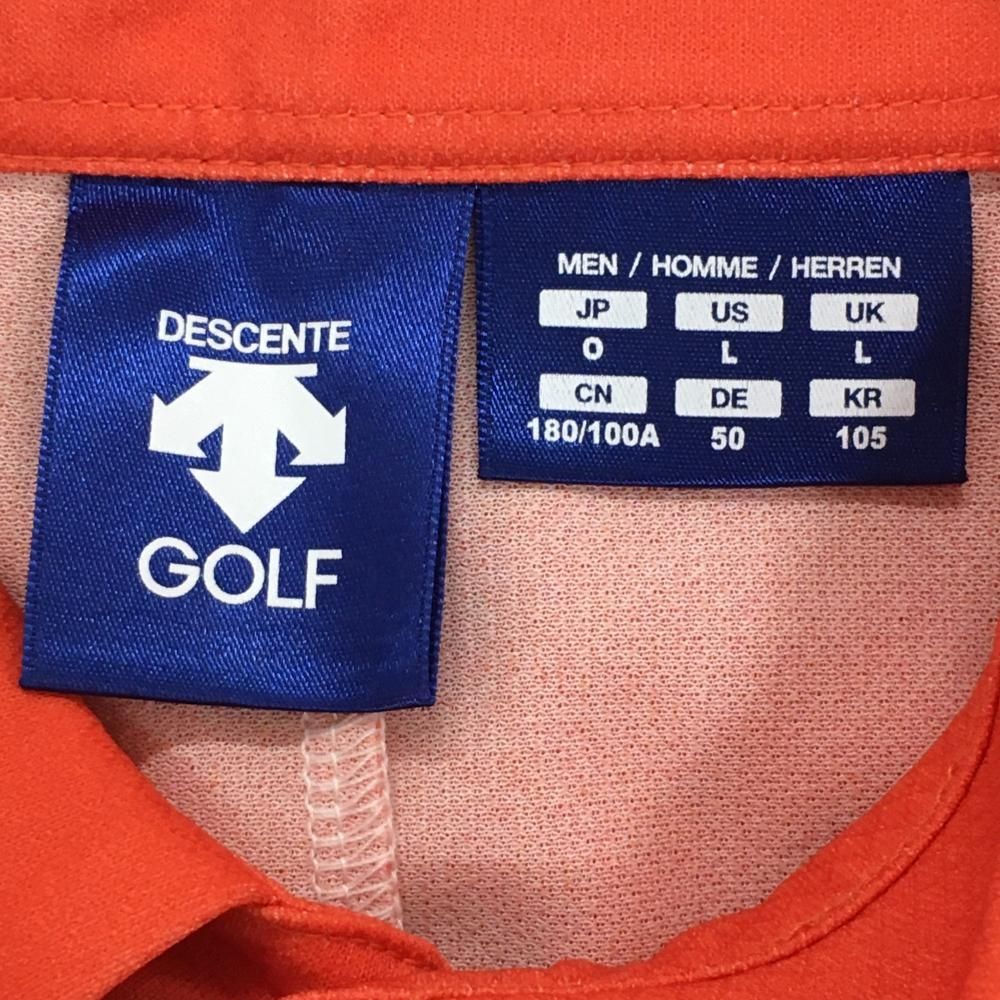 DESCENTE
GOLF
MEN / HOMME / HERREN
JP US UK
O L L
CN DE KR
180/100A 50 105